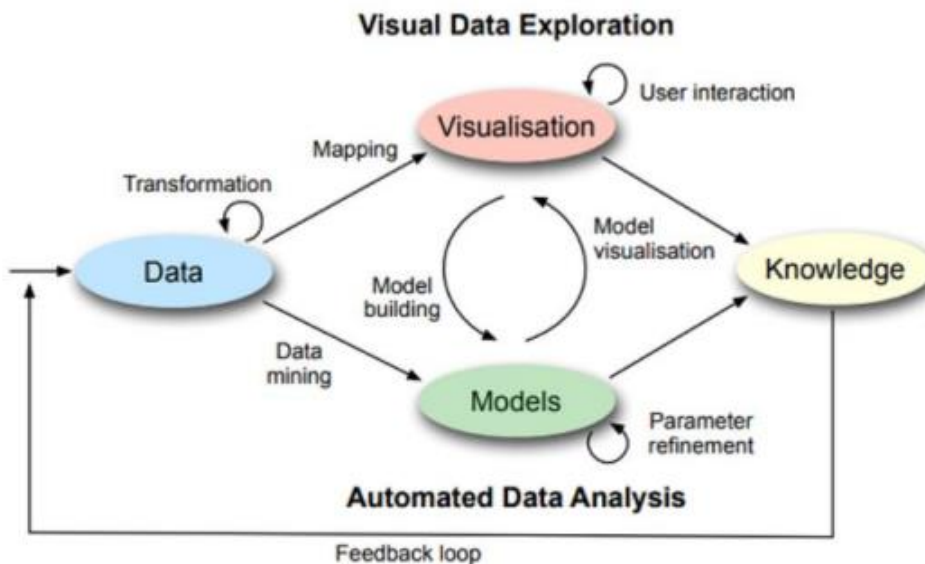 Visual Data Exploration
Visualisation
User interaction
Mapping
Transformation
Data
Model
building
Model
visualisation
Knowledge
Data
mining
Models
Parameter
refinement
Automated Data Analysis
Feedback loop